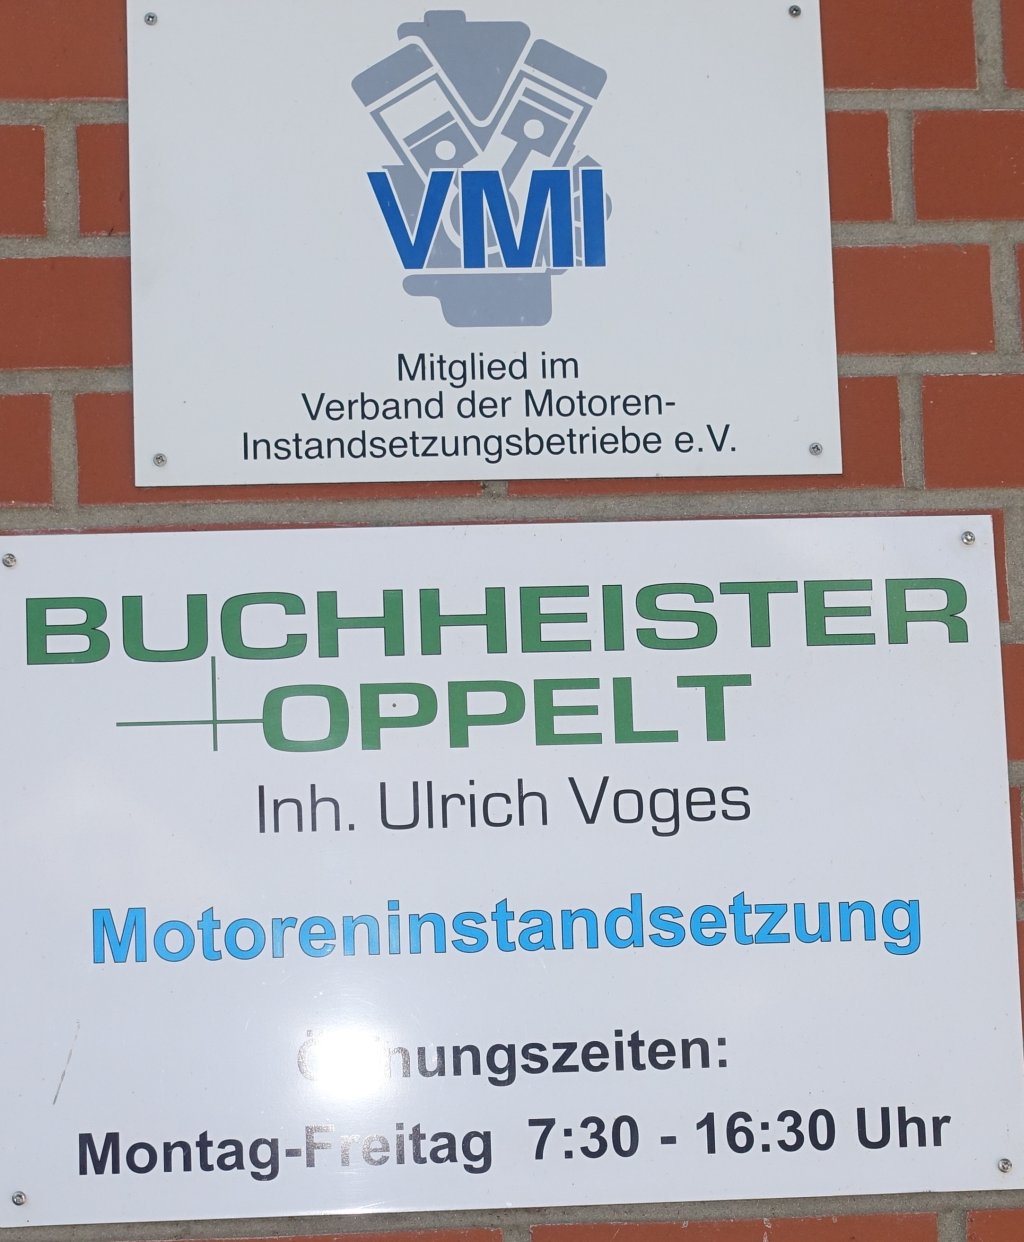 VMI
Mitglied im
Verband der Motoren-
Instandsetzungsbetriebe e.V.
BUCHHEISTER
+OPPELT
Inh. Ulrich Voges
Motoreninstandsetzung
Öffnungszeiten:
Montag-Freitag 7:30 - 16:30 Uhr